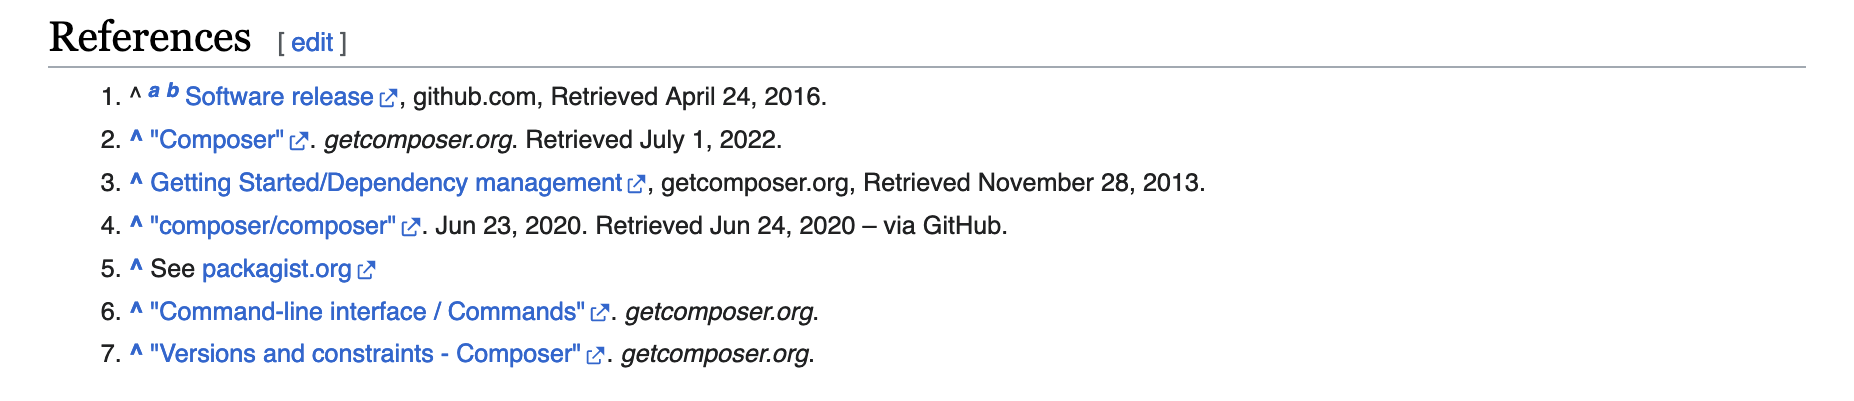 References [ edit ]
1. ^ a b Software release, github.com, Retrieved April 24, 2016.
2. ^ "Composer". getcomposer.org. Retrieved July 1, 2022.
3. ^ Getting Started/Dependency management, getcomposer.org, Retrieved November 28, 2013.
4. ^ "composer/composer". Jun 23, 2020. Retrieved Jun 24, 2020 – via GitHub.
5. ^ See packagist.org
6. ^ "Command-line interface / Commands". getcomposer.org.
7. ^ "Versions and constraints - Composer". getcomposer.org.